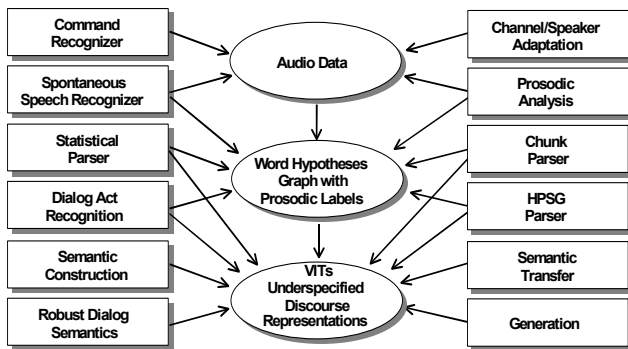 Command
Recognizer
Spontaneous
Speech Recognizer
Statistical
Parser
Dialog Act
Recognition
Semantic
Construction
Robust Dialog
Semantics
Audio Data
Word Hypotheses
Graph with
Prosodic Labels
VITs
Underspecified
Discourse
Representations
Channel/Speaker
Adaptation
Prosodic
Analysis
Chunk
Parser
HPSG
Parser
Semantic
Transfer
Generation